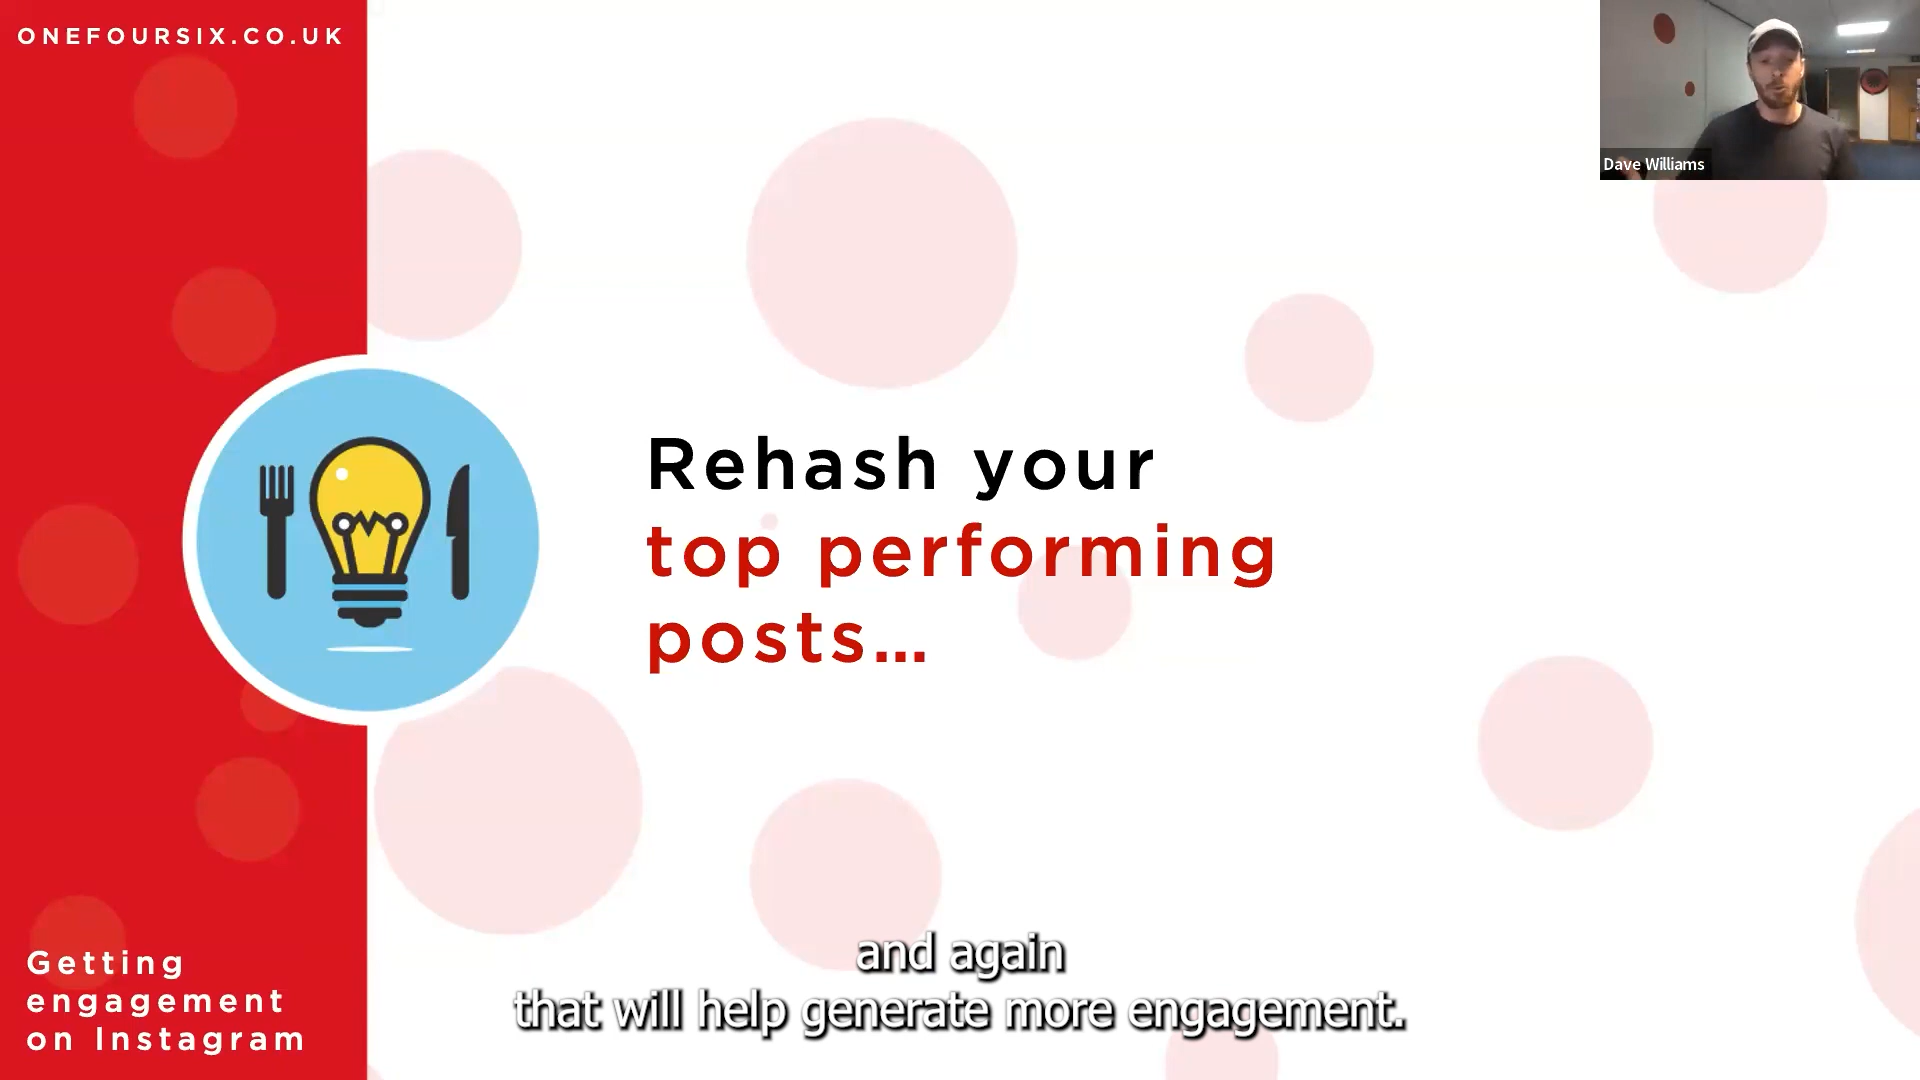 ONEFOURSIX.CO.UK
Dave Williams
Rehash your
top performing
posts...
and again
that will help generate more engagement.
Getting
engagement
on Instagram